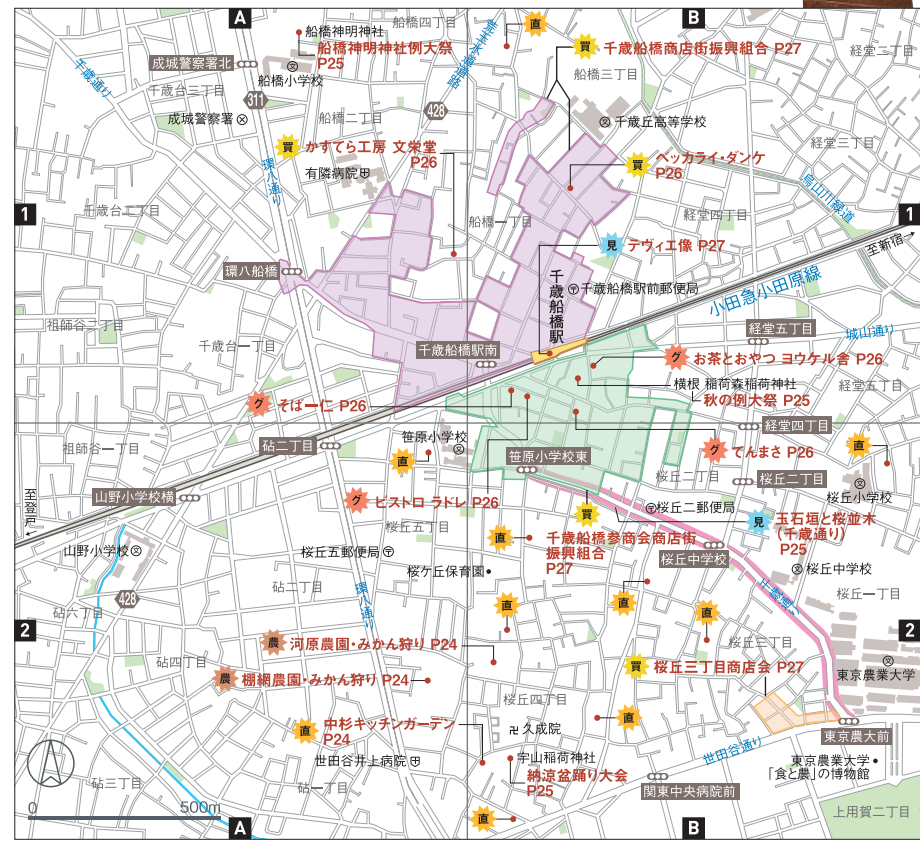 A
B
船橋神明神社
船橋神明神社例大祭
P25
船橋四丁目
荒玉水道道路
直
買
千歳船橋商店街振興組合 P27
経堂二丁目
成城警察署北
船橋小学校
船橋三丁目
千歳通り
千歳台三丁目
311
428
成城警察署
船橋二丁目
千歳丘高等学校
経堂三丁目
買
かすてら工房 文栄堂
P26
買
ベッカライ・ダンケ
P26
環八通り
有隣病院
烏山川緑道
1
千歳台二丁目
船橋一丁目
経堂四丁目
1
見
デヴィエ像 P27
至新宿
環八船橋
千歳船橋駅
千歳船橋駅前郵便局
小田急小田原線
祖師谷二丁目
経堂五丁目
城山通り
千歳台一丁目
千歳船橋駅南
グ
お茶とおやつ ヨウケル舎 P26
横根 稲荷森稲荷神社
秋の例大祭 P25
経堂五丁目
グ
そば一仁 P26
経堂四丁目
祖師谷一丁目
砧二丁目
笹原小学校
直
笹原小学校東
グ
てんまさ P26
直
桜丘二丁目
桜丘二丁目
桜丘小学校
至登戸
山野小学校横
グ
ビストロ ラドレ P26
買
桜丘二郵便局
見
玉石垣と桜並木
(千歳通り)
P25
桜丘五丁目
直
千歳船橋参商会商店街
振興組合
P27
山野小学校
桜丘五郵便局
桜丘中学校
桜ケ丘保育園
桜丘中学校
砧二丁目
428
環八通り
千歳通り
桜丘一丁目
砧六丁目
直
直
直
2
2
農
河原農園・みかん狩り P24
桜丘三丁目
砧四丁目
買
桜丘三丁目商店会 P27
東京農業大学
農
棚網農園・みかん狩り P24
桜丘四丁目
直
中杉キッチンガーデン
P24
卍久成院
直
東京農大前
世田谷通り
世田谷井上病院
宇山稲荷神社
納涼盆踊り大会
P25
東京農業大学
「食と農」の博物館
砧三丁目
砧一丁目
関東中央病院前
0
500m
上用賀二丁目
A
直
B